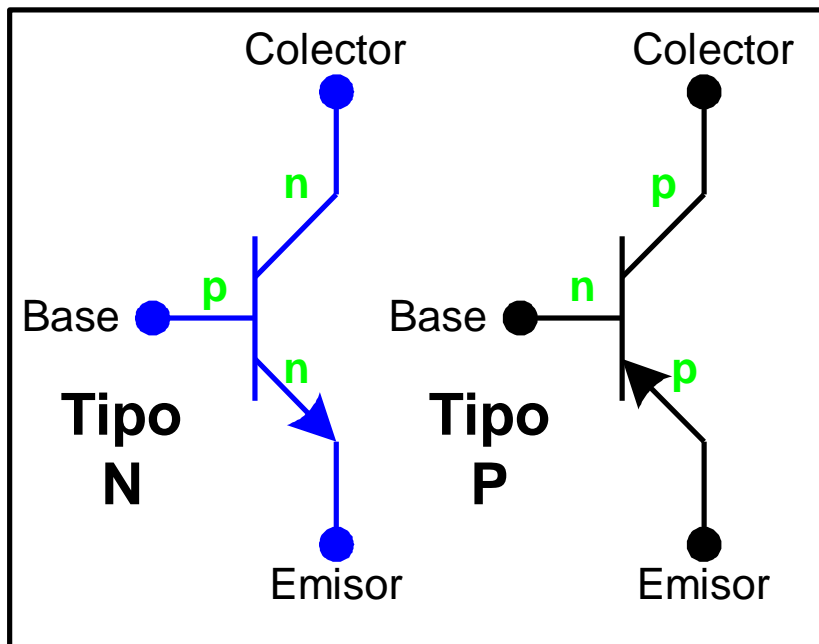 Colector
n
p
Base
n
Tipo
N
Emisor
Colector
p
n
Base
p
Tipo
P
Emisor